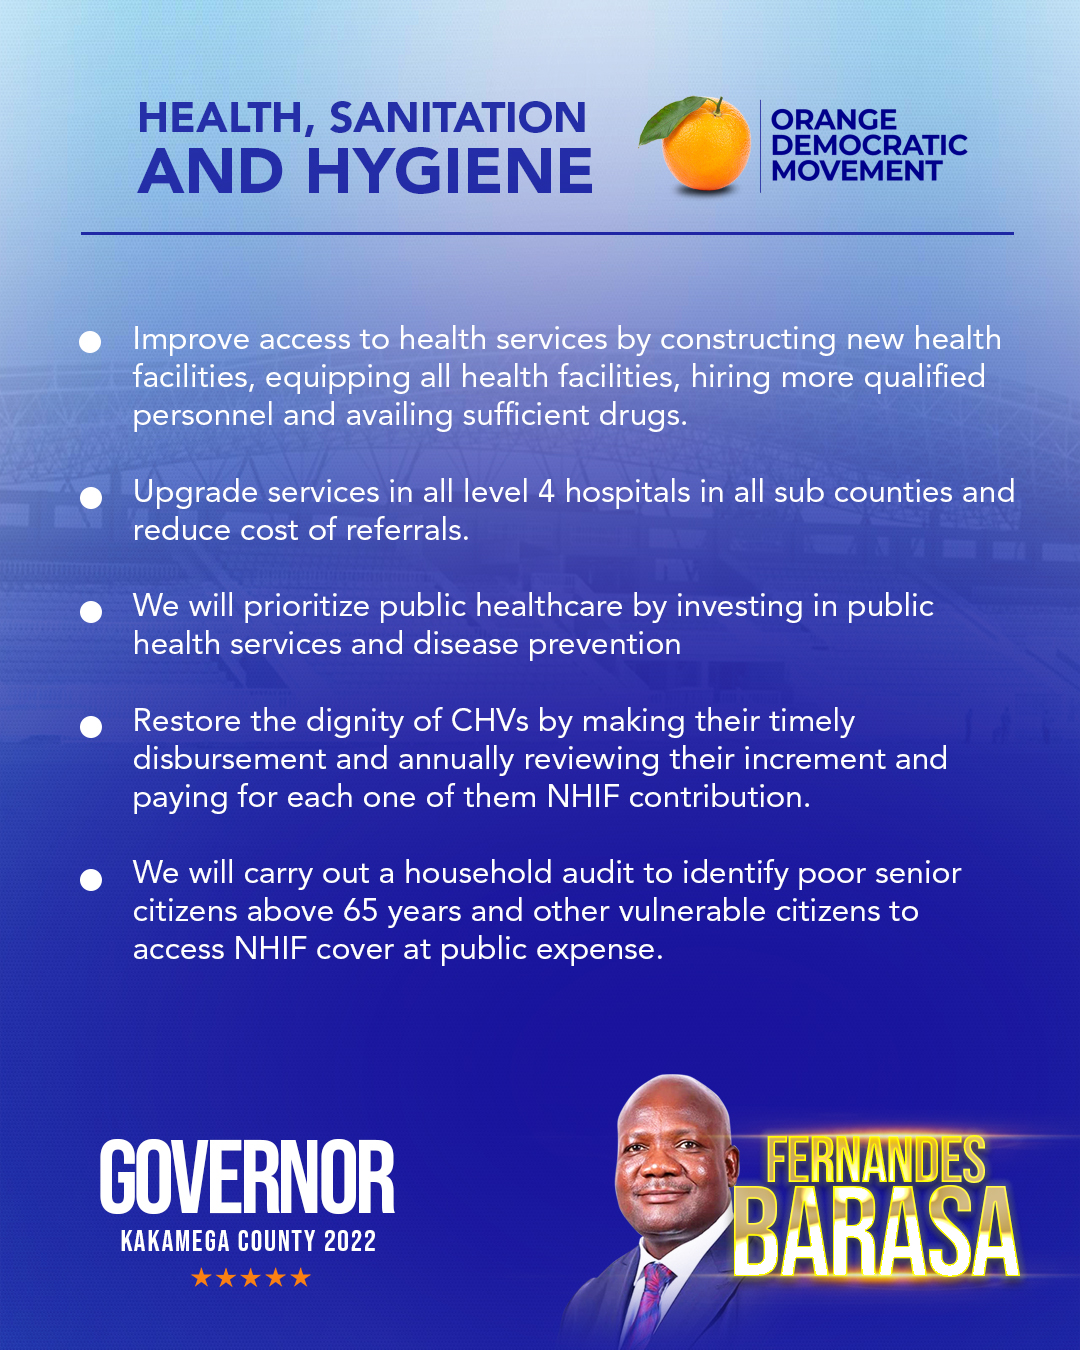 HEALTH, SANITATION
AND HYGIENE
ORANGE
DEMOCRATIC
MOVEMENT
Improve access to health services by constructing new health
facilities, equipping all health facilities, hiring more qualified
personnel and availing sufficient drugs.
Upgrade services in all level 4 hospitals in all sub counties and
reduce cost of referrals.
We will prioritize public healthcare by investing in public
health services and disease prevention
Restore the dignity of CHVs by making their timely
disbursement and annually reviewing their increment and
paying for each one of them NHIF contribution.
We will carry out a household audit to identify poor senior
citizens above 65 years and other vulnerable citizens to
access NHIF cover at public expense.
GOVERNOR
KAKAMEGA COUNTY 2022
FERNANDES
BARASA